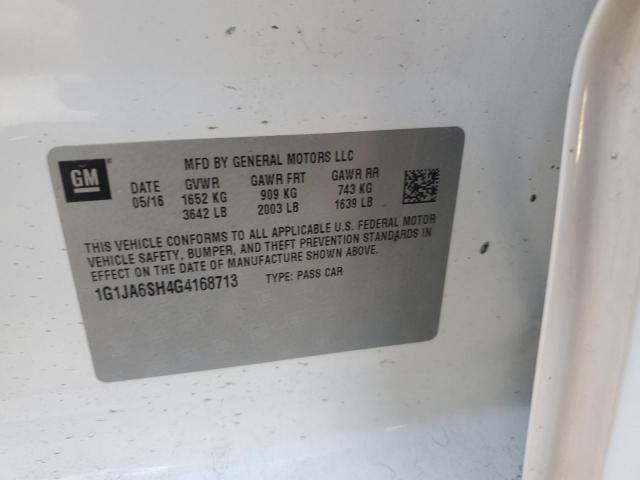 GM
MFD BY GENERAL MOTORS LLC
DATE GVWR GAWR FRT GAWR RR
05/16 1652 KG 909 KG 743 KG
3642 LB 2003 LB 1639 LB
THIS VEHICLE CONFORMS TO ALL APPLICABLE U.S. FEDERAL MOTOR
VEHICLE SAFETY, BUMPER, AND THEFT PREVENTION STANDARDS IN
EFFECT ON THE DATE OF MANUFACTURE SHOWN ABOVE.
1G1JA6SH4G4168713 TYPE: PASS CAR